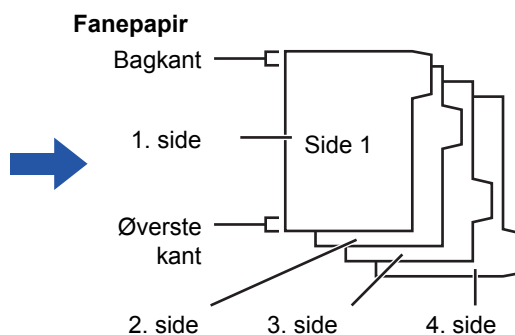 Fanepapir
Bagkant
1. side
Side 1
Øverste
kant
2. side
3. side
4. side